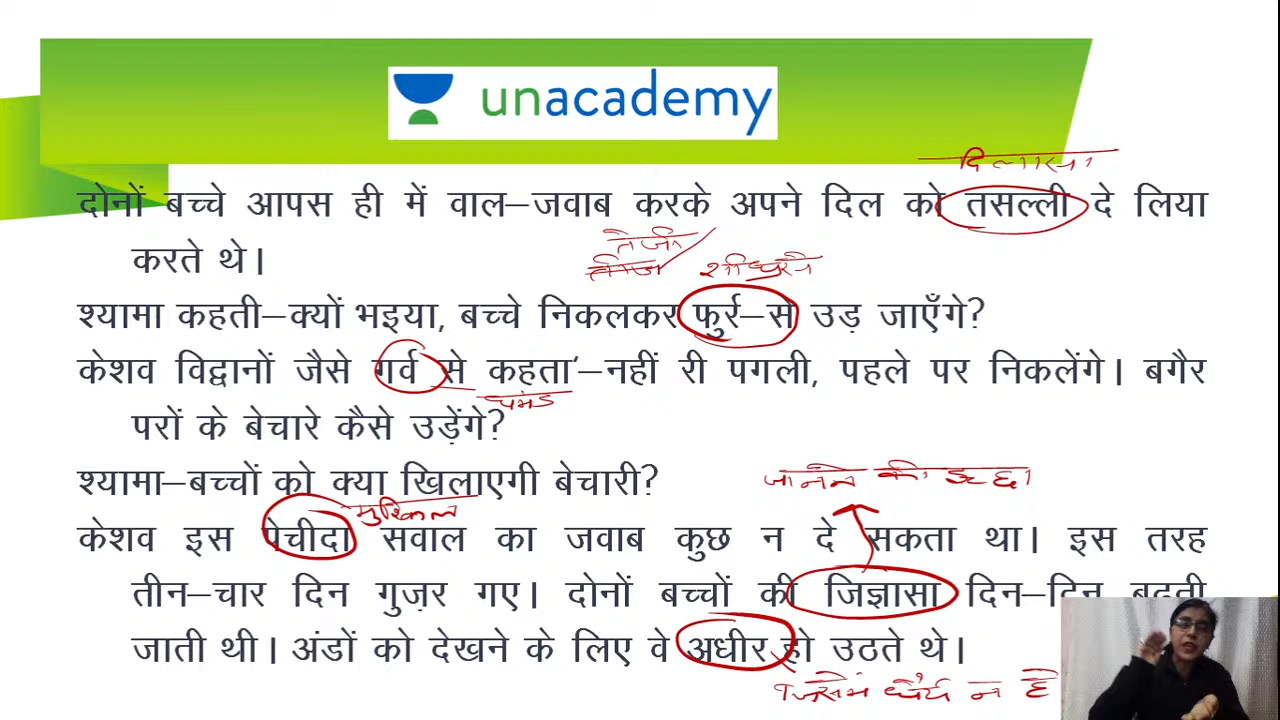 unacademy
दिलासा
दोनों बच्चे आपस ही में वाल–जवाब करके अपने दिल को तसल्ली दे लिया
करते थे।
तेजी शीघ्रता से
श्यामा कहती–क्यों भइया, बच्चे निकलकर फुर्र–से उड़ जाएँगे?
केशव विद्वानों जैसे गर्व से कहता–नहीं री पगली, पहले पर निकलेंगे। बगैर
घमंड
परों के बेचारे कैसे उड़ेंगे?
श्यामा–बच्चों को क्या खिलाएगी बेचारी?
जानने की इच्छा
मुश्किल
केशव इस पेचीदा सवाल का जवाब कुछ न दे सकता था। इस तरह
तीन–चार दिन गुज़र गए। दोनों बच्चों की जिज्ञासा दिन–दिन बढ़ती
जाती थी। अंडों को देखने के लिए वे अधीर हो उठते थे।
जिसमें धैर्य न हो